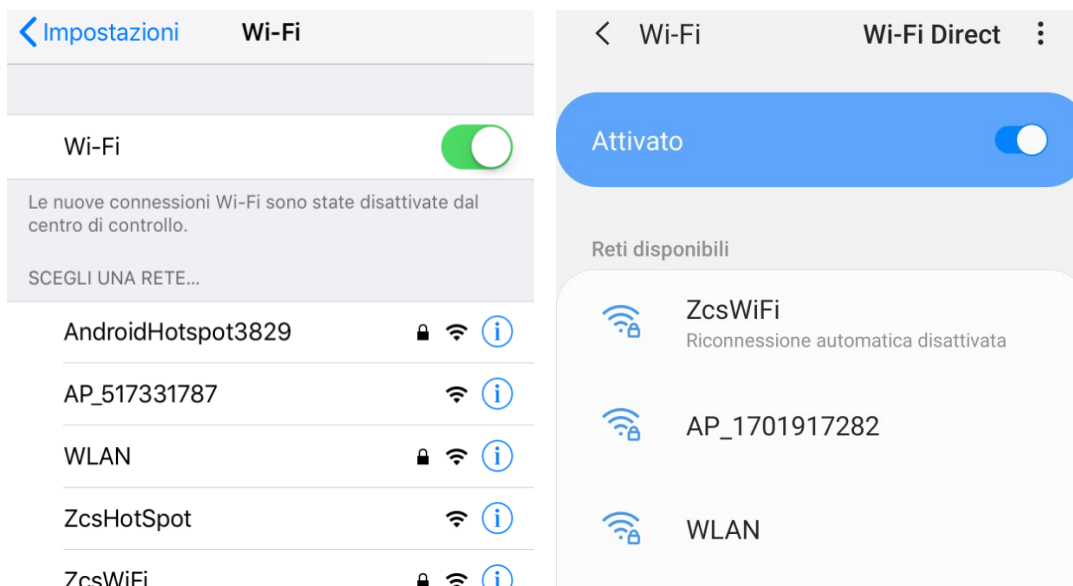 Impostazioni
Wi-Fi
Wi-Fi
Le nuove connessioni Wi-Fi sono state disattivate dal
centro di controllo.
SCEGLI UNA RETE...
AndroidHotspot3829
AP_517331787
WLAN
ZcsHotSpot
ZcsWiFi
Wi-Fi
Wi-Fi Direct
Attivato
Reti disponibili
ZcsWiFi
Riconnessione automatica disattivata
AP_1701917282
WLAN